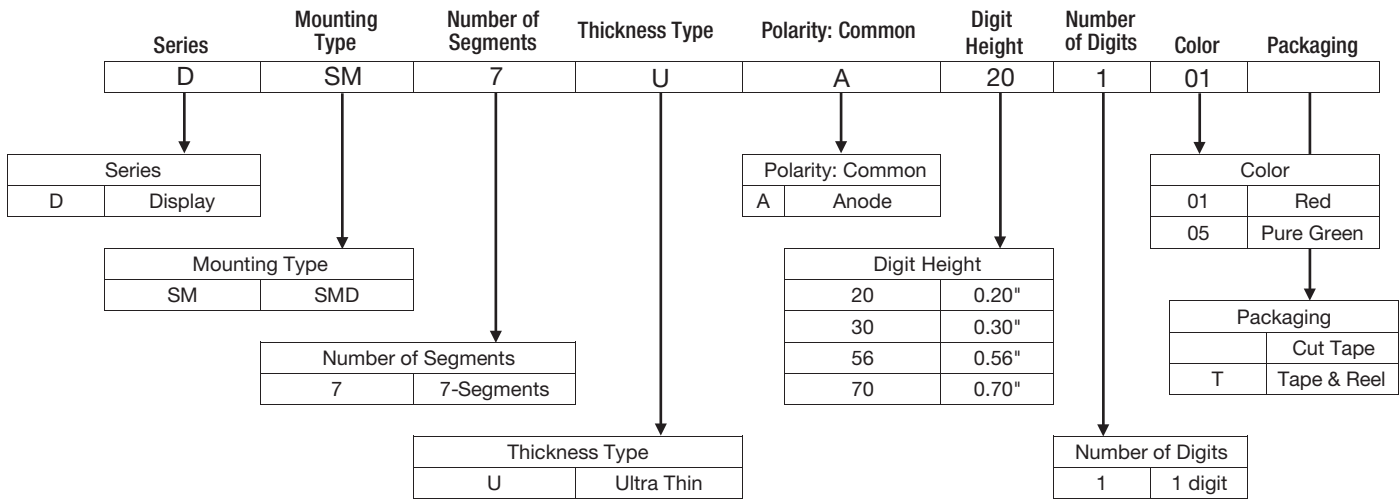 Series
Mounting
Type
Number of
Segments
Thickness Type
Polarity: Common
Digit
Height
Number
of Digits
Color
Packaging
D SM 7 U A 20 1 01
Series
D Display
Mounting Type
SM SMD
Number of Segments
7 7-Segments
Thickness Type
U Ultra Thin
Polarity: Common
A Anode
Digit Height
20 0.20"
30 0.30"
56 0.56"
70 0.70"
Number of Digits
1 1 digit
Color
01 Red
05 Pure Green
Packaging
Cut Tape
T Tape & Reel